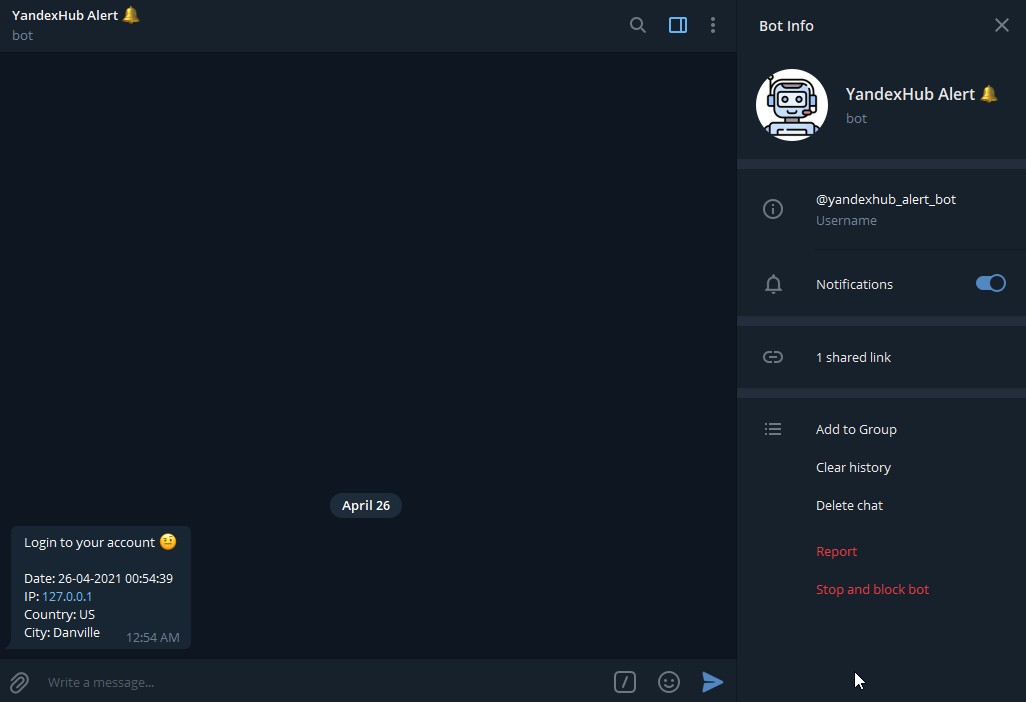 YandexHub Alert 🔔
bot
April 26
Login to your account 🤨
Date: 26-04-2021 00:54:39
IP: 127.0.0.1
Country: US
City: Danville
12:54 AM
Write a message...
Bot Info
YandexHub Alert 🔔
bot
@yandexhub_alert_bot
Username
Notifications
1 shared link
Add to Group
Clear history
Delete chat
Report
Stop and block bot